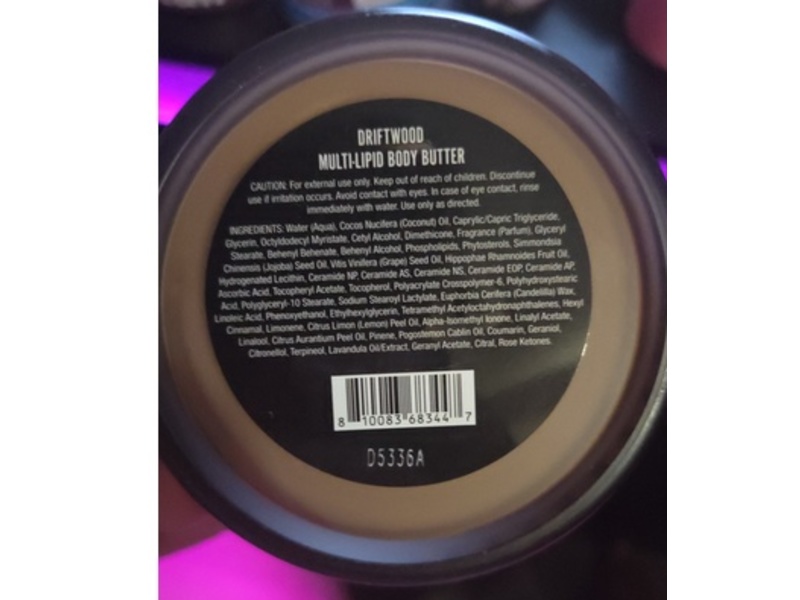 DRIFTWOOD
MULTI-LIPID BODY BUTTER
CAUTION: For external use only. Keep out of reach of children. Discontinue
use if irritation occurs. Avoid contact with eyes. In case of eye contact, rinse
immediately with water. Use only as directed.
INGREDIENTS: Water (Aqua), Cocos Nucifera (Coconut) Oil, Caprylic/Capric Triglyceride,
Glycerin, Octyldodecyl Myristate, Cetyl Alcohol, Dimethicone, Fragrance (Parfum), Glyceryl
Stearate, Behenyl Behenate, Behenyl Alcohol, Phospholipids, Phytosterols, Simmondsia
Chinensis (Jojoba) Seed Oil, Vitis Vinifera (Grape) Seed Oil, Hippophae Rhamnoides Fruit Oil,
Hydrogenated Lecithin, Ceramide NP, Ceramide AS, Ceramide NS, Ceramide EOP, Ceramide AP,
Ascorbic Acid, Tocopheryl Acetate, Tocopherol, Polyacrylate Crosspolymer-6, Polyhydroxystearic
Acid, Polyglyceryl-10 Stearate, Sodium Stearoyl Lactylate, Euphorbia Cerifera (Candelilla) Wax,
Linoleic Acid, Phenoxyethanol, Ethylhexylglycerin, Tetramethyl Acetyloctahydronaphthalenes, Hexyl
Cinnamal, Limonene, Citrus Limon (Lemon) Peel Oil, Alpha-Isomethyl Ionone, Linalyl Acetate,
Linalool, Citrus Aurantium Peel Oil, Pinene, Pogostemon Cablin Oil, Coumarin, Geraniol,
Citronellol, Terpineol, Lavandula Oil/Extract, Geranyl Acetate, Citral, Rose Ketones.
8 10083 68344 7
D5336A